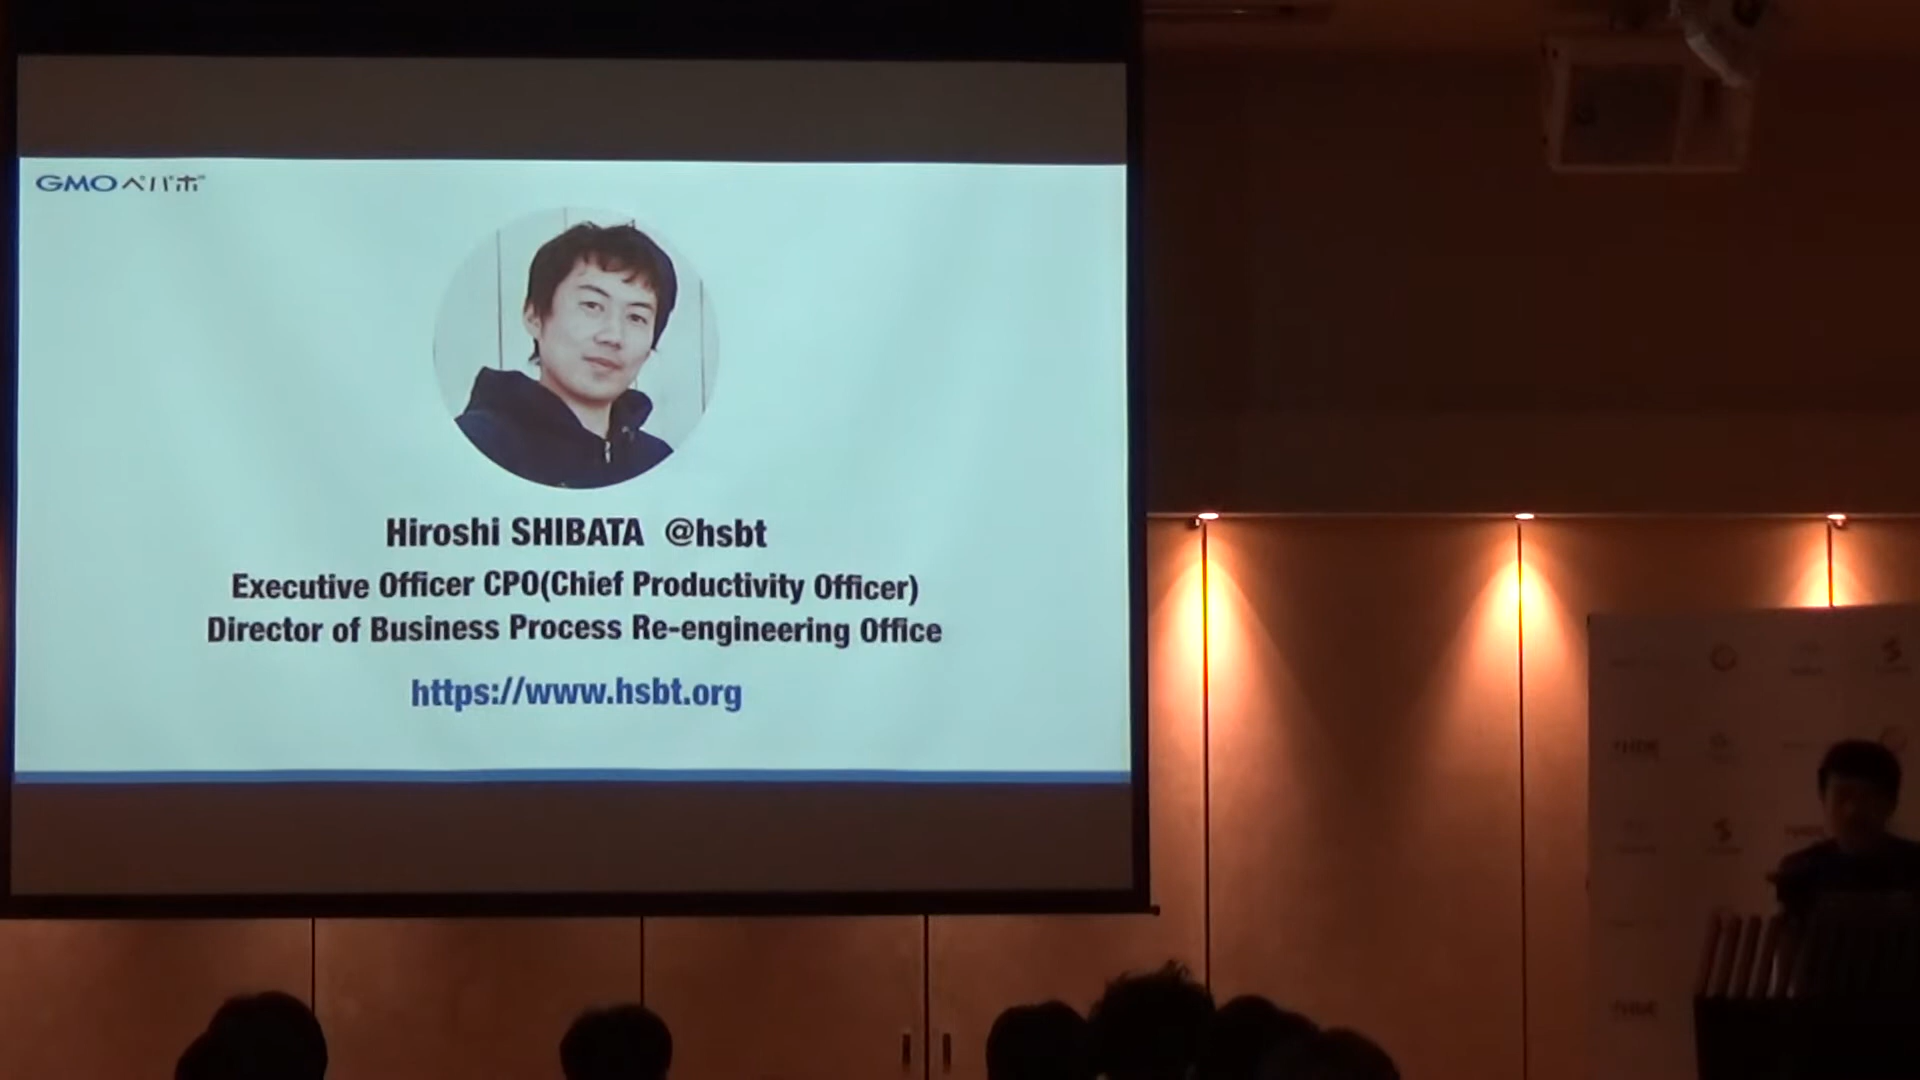 GMOペパボ
Hiroshi SHIBATA @hsbt
Executive Officer CPO(Chief Productivity Officer)
Director of Business Process Re-engineering Office
https://www.hsbt.org